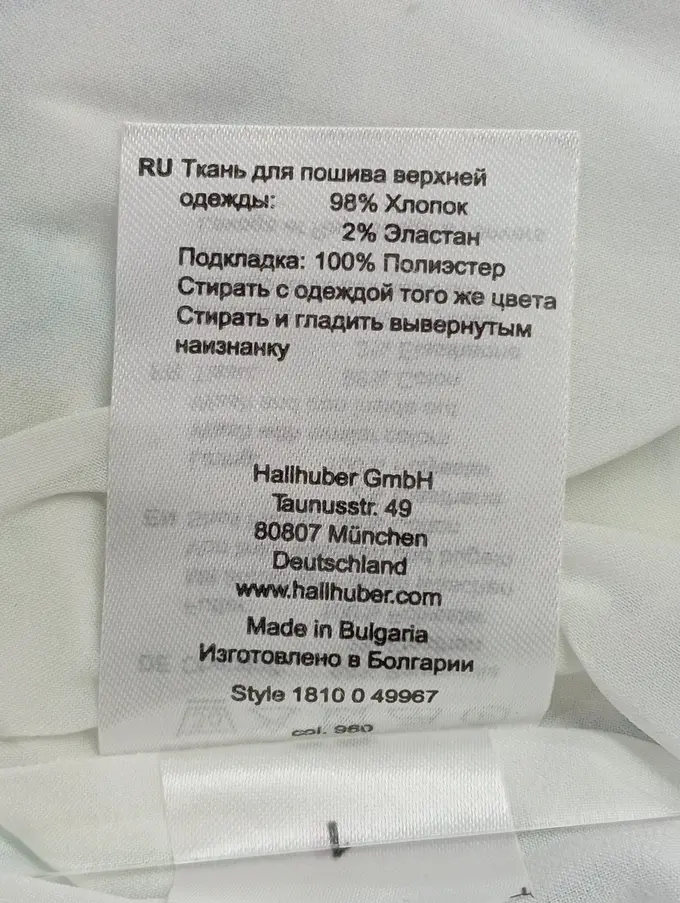 RU Ткань для пошива верхней
одежды: 98% Хлопок
2% Эластан
Подкладка: 100% Полиэстер
Стирать с одеждой того же цвета
Стирать и гладить вывернутым
наизнанку
Hallhuber GmbH
Taunusstr. 49
80807 München
Deutschland
www.hallhuber.com
Made in Bulgaria
Изготовлено в Болгарии
Style 1810 0 49967
col. 960